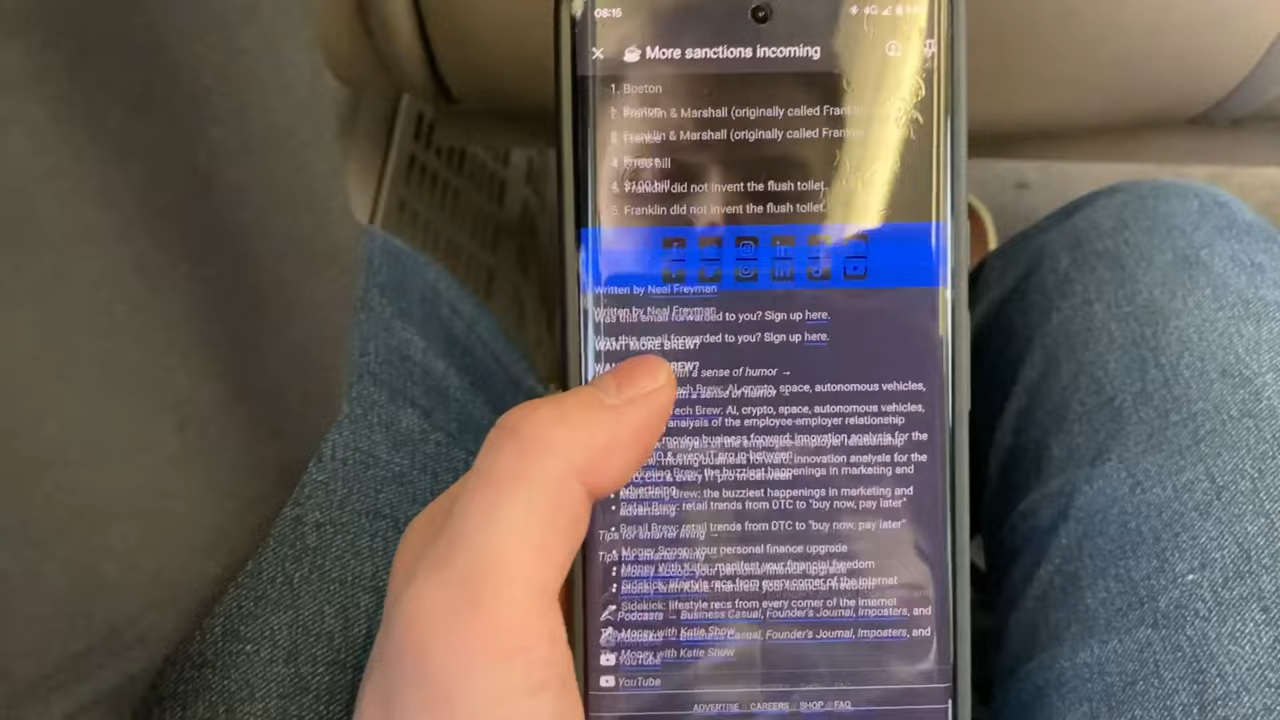 08:15
4G
☕ More sanctions incoming
1. Boston
2. Franklin & Marshall (originally called Franklin
3. France
4. $100 bill
5. Franklin did not invent the flush toilet.
Written by Neal Freyman
Was this email forwarded to you? Sign up here.
WANT MORE BREW?
with a sense of humor →
Tech Brew: AI, crypto, space, autonomous vehicles,
analysis of the employee-employer relationship
moving business forward; innovation analysis for the
CIO & every IT pro in-between
Marketing Brew: the buzziest happenings in marketing and
advertising
Retail Brew: retail trends from DTC to "buy now, pay later"
Tips for smarter living →
Money Scoop: your personal finance upgrade
Money With Katie: manifest your financial freedom
Sidekick: lifestyle recs from every corner of the internet
Podcasts → Business Casual, Founder's Journal, Imposters, and
The Money with Katie Show
YouTube
ADVERTISE // CAREERS // SHOP // FAQ